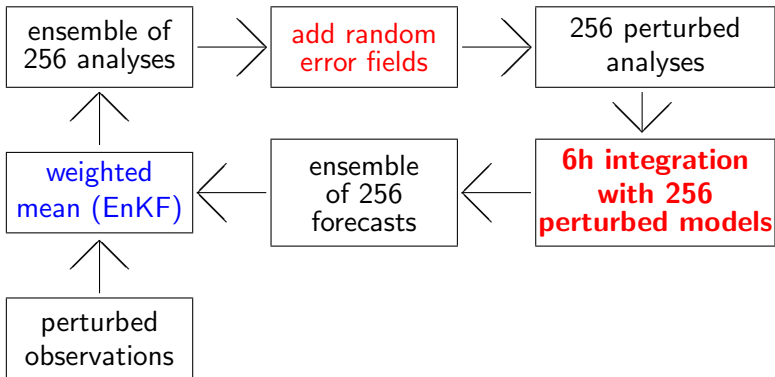 ensemble of
256 analyses
add random
error fields
256 perturbed
analyses
weighted
mean (EnKF)
ensemble
of 256
forecasts
6h integration
with 256
perturbed models
perturbed
observations